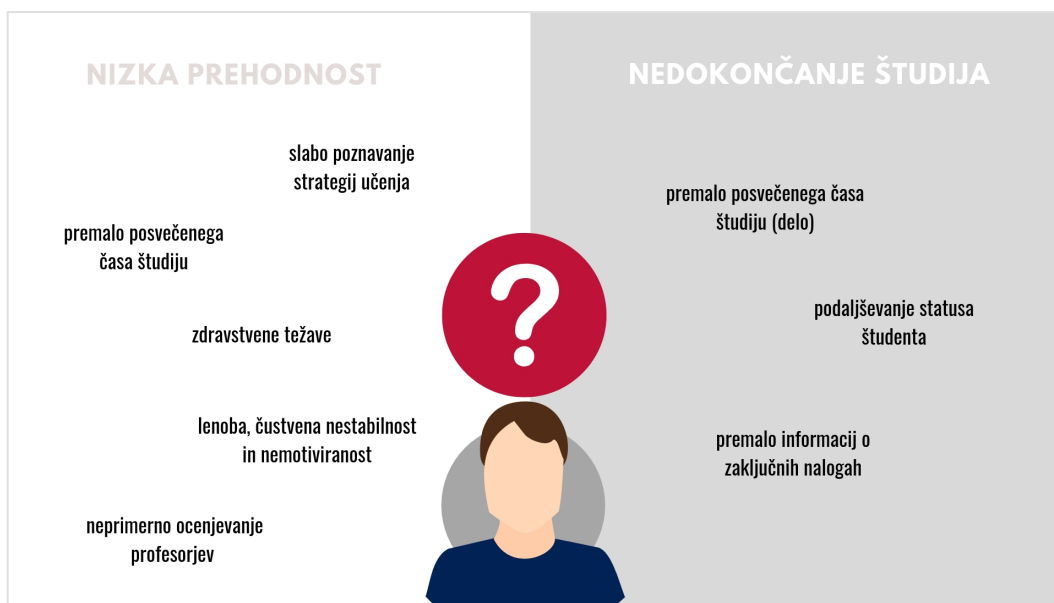 NIZKA PREHODNOST
slabo poznavanje
strategij učenja
premalo posvečenega
časa študiju
zdravstvene težave
lenoba, čustvena nestabilnost
in nemotiviranost
neprimerno ocenjevanje
profesorjev
?
NEDOKONČANJE ŠTUDIJA
premalo posvečenega časa
študiju (delo)
podaljševanje statusa
študenta
premalo informacij o
zaključnih nalogah